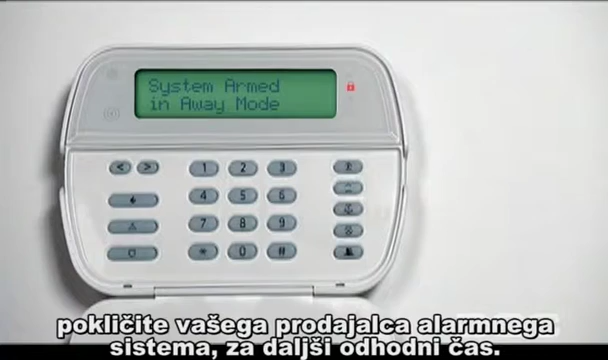 System Armed
in Away Mode
< >
1 2 3
4 5 6
7 8 9
* 0 #
pokličite vašega prodajalca alarmnega
sistema, za daljši odhodni čas.